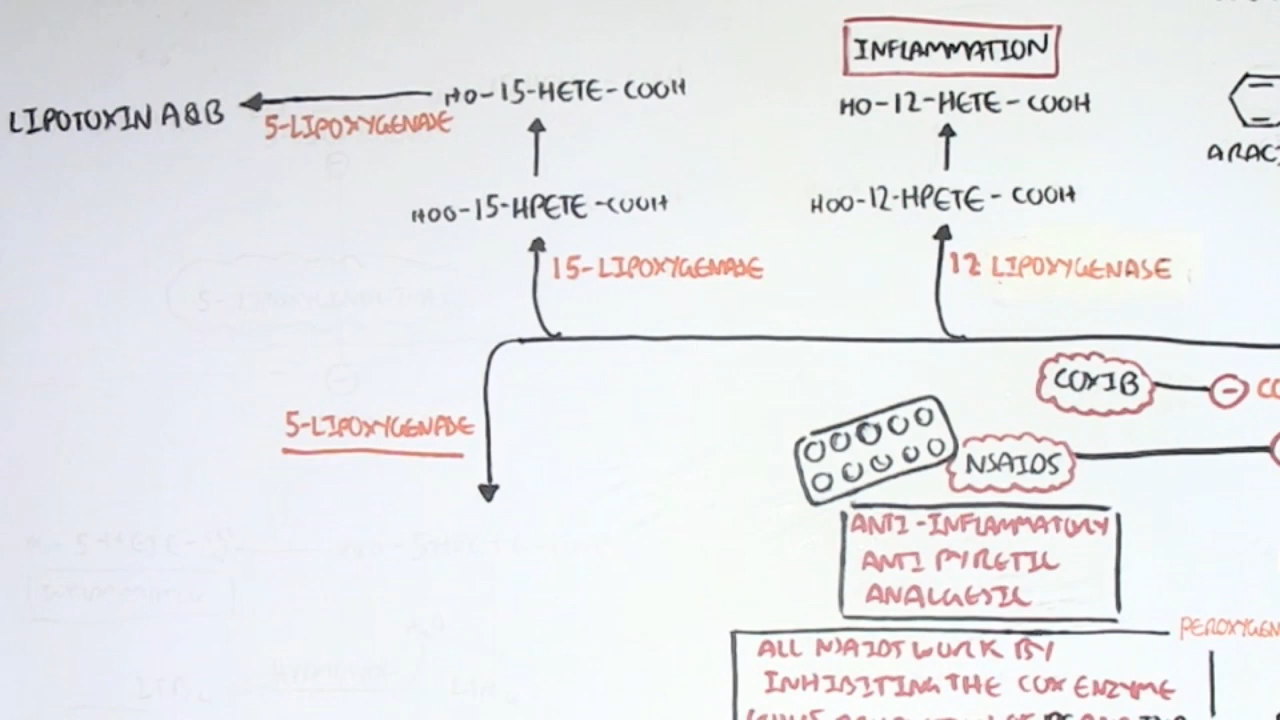 INFLAMMATION
HO-15-HETE-COOH
HO-12-HETE-COOH
LIPOTOXIN A&B
5-LIPOXYGENASE
ARAC
HOO-15-HPETE-COOH
HOO-12-HPETE-COOH
15-LIPOXYGENASE
12 LIPOXYGENASE
COXIB
CO
5-LIPOXYGENASE
NSAIDS
ANTI-INFLAMMATORY
ANTI PYRETIC
ANALGESIC
PEROXYGEN
ALL NSAIDS WORK BY
INHIBITING THE COX ENZYME